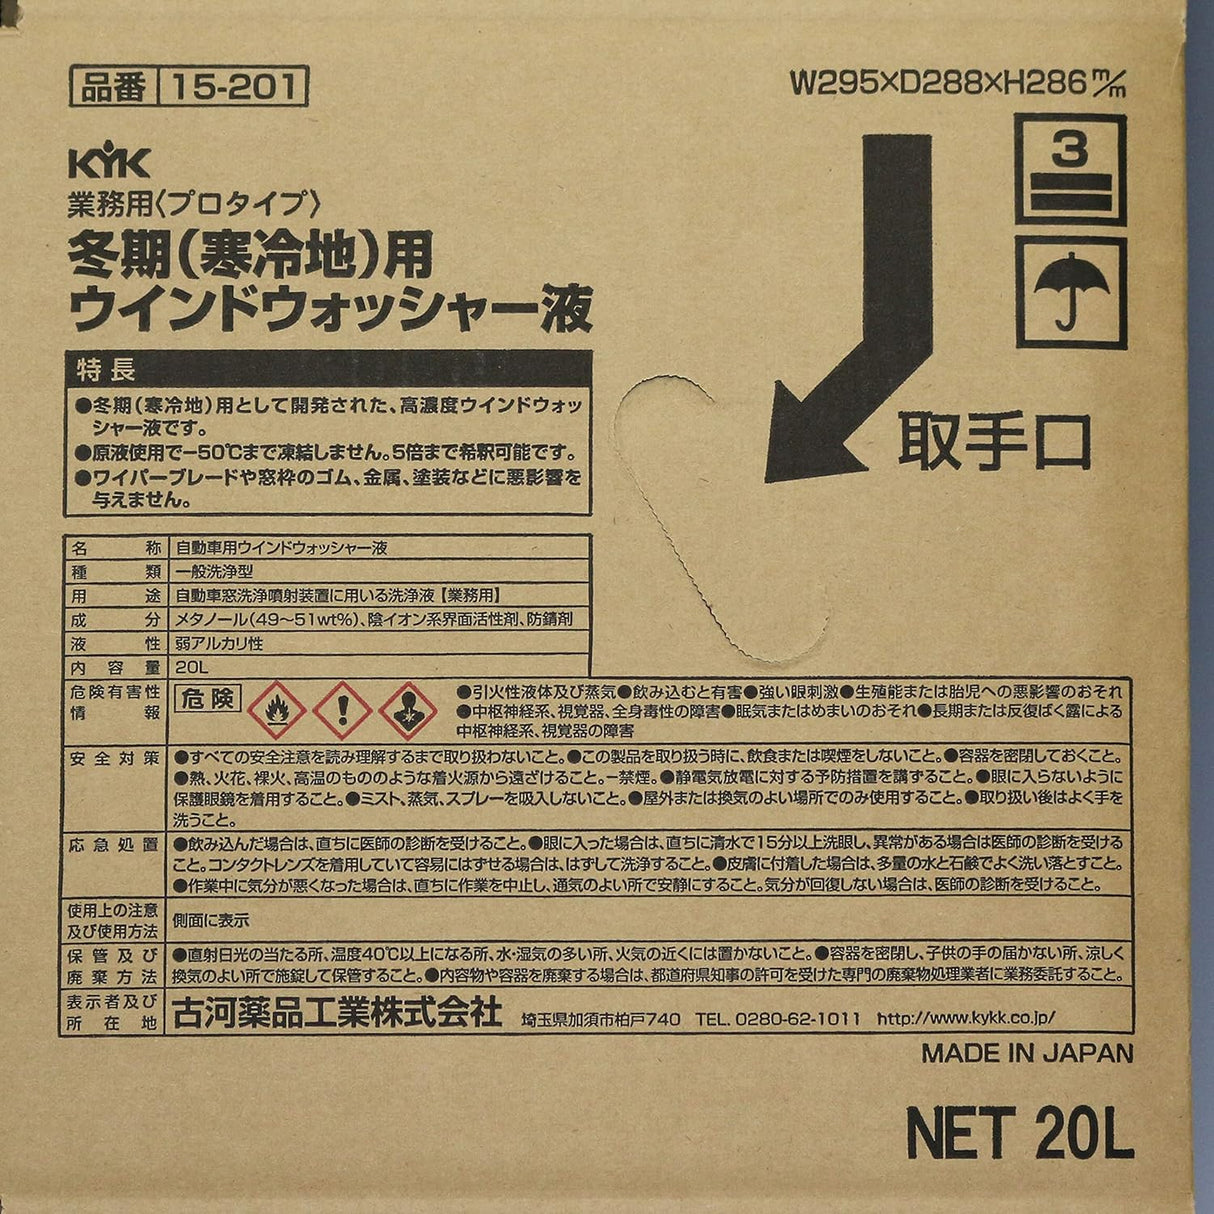 品番 15-201
W295×D288×H286m/m
3
KYK
業務用〈プロタイプ〉
冬期(寒冷地)用
ウインドウォッシャー液
取手口
特長
●冬期(寒冷地)用として開発された、高濃度ウインドウォッ
シャー液です。
●原液使用で−50℃まで凍結しません。5倍まで希釈可能です。
●ワイパーブレードや窓枠のゴム、金属、塗装などに悪影響を
与えません。
名称 自動車用ウインドウォッシャー液
種類 一般洗浄型
用途 自動車窓洗浄噴射装置に用いる洗浄液【業務用】
成分 メタノール(49〜51wt%)、陰イオン系界面活性剤、防錆剤
液性 弱アルカリ性
内容量 20L
危険有害性
情報
危険
●引火性液体及び蒸気●飲み込むと有害●強い眼刺激●生殖能または胎児への悪影響のおそれ
●中枢神経系、視覚器、全身毒性の障害●眠気またはめまいのおそれ●長期または反復ばく露による
中枢神経系、視覚器の障害
安全対策
●すべての安全注意を読み理解するまで取り扱わないこと。●この製品を取り扱う時に、飲食または喫煙をしないこと。●容器を密閉しておくこと。
●熱、火花、裸火、高温のもののような着火源から遠ざけること。−禁煙。●静電気放電に対する予防措置を講ずること。●眼に入らないように
保護眼鏡を着用すること。●ミスト、蒸気、スプレーを吸入しないこと。●屋外または換気のよい場所でのみ使用すること。●取り扱い後はよく手を
洗うこと。
応急処置
●飲み込んだ場合は、直ちに医師の診断を受けること。●眼に入った場合は、直ちに清水で15分以上洗眼し、異常がある場合は医師の診断を受ける
こと。コンタクトレンズを着用していて容易にはずせる場合は、はずして洗浄すること。●皮膚に付着した場合は、多量の水と石鹸でよく洗い落とすこと。
●作業中に気分が悪くなった場合は、直ちに作業を中止し、通気のよい所で安静にすること。気分が回復しない場合は、医師の診断を受けること。
使用上の注意
及び使用方法
側面に表示
保管及び
廃棄方法
●直射日光の当たる所、温度40℃以上になる所、水・湿気の多い所、火気の近くには置かないこと。●容器を密閉し、子供の手の届かない所、涼しく
換気のよい所で施錠して保管すること。●内容物や容器を廃棄する場合は、都道府県知事の許可を受けた専門の廃棄物処理業者に業務委託すること。
表示者及び
所在地
古河薬品工業株式会社 埼玉県加須市柏戸740 TEL. 0280-62-1011 http://www.kykk.co.jp/
MADE IN JAPAN
NET 20L